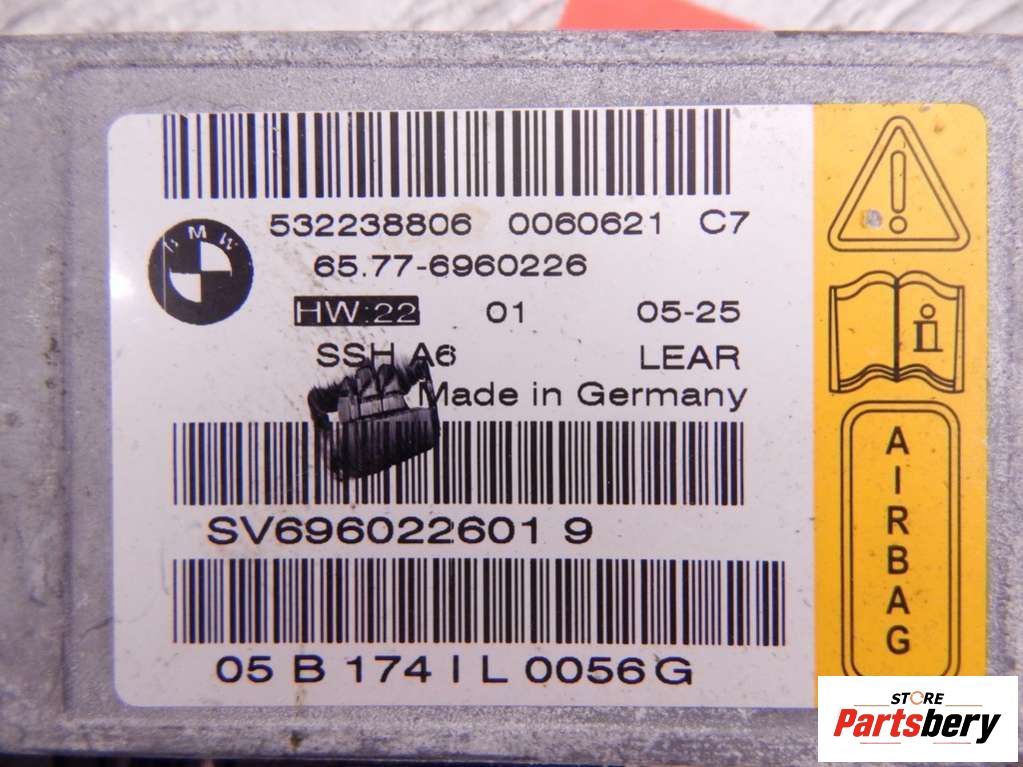 532238806 0060621 C7
BMW
65.77-6960226
HW:22 01 05-25
SSH A6 LEAR
Made in Germany
SV696022601 9
05 B 174 I L 0056 G
AIRBAG
STORE
Partsbery